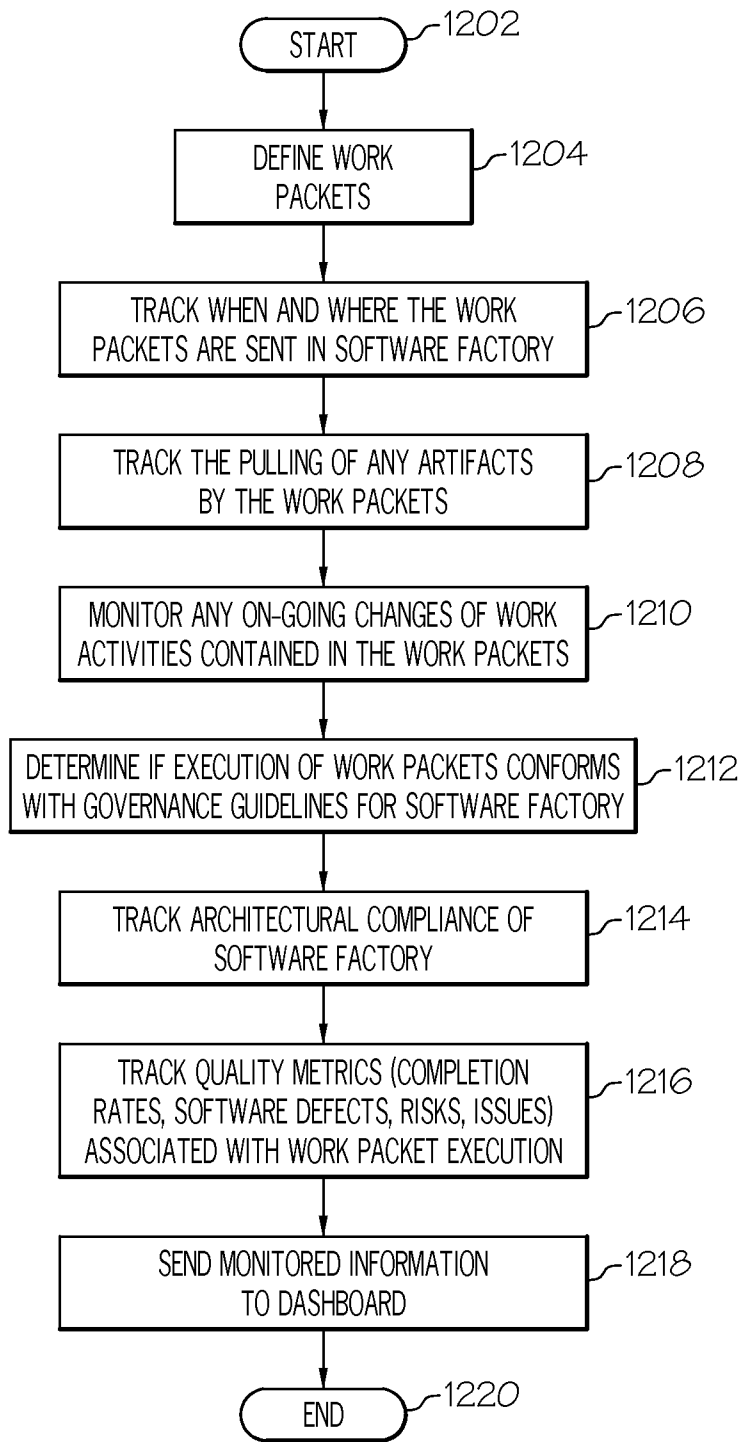 START
1202
DEFINE WORK
PACKETS
1204
TRACK WHEN AND WHERE THE WORK
PACKETS ARE SENT IN SOFTWARE FACTORY
1206
TRACK THE PULLING OF ANY ARTIFACTS
BY THE WORK PACKETS
1208
MONITOR ANY ON-GOING CHANGES OF WORK
ACTIVITIES CONTAINED IN THE WORK PACKETS
1210
DETERMINE IF EXECUTION OF WORK PACKETS CONFORMS
WITH GOVERNANCE GUIDELINES FOR SOFTWARE FACTORY
1212
TRACK ARCHITECTURAL COMPLIANCE OF
SOFTWARE FACTORY
1214
TRACK QUALITY METRICS (COMPLETION
RATES, SOFTWARE DEFECTS, RISKS, ISSUES)
ASSOCIATED WITH WORK PACKET EXECUTION
1216
SEND MONITORED INFORMATION
TO DASHBOARD
1218
END
1220